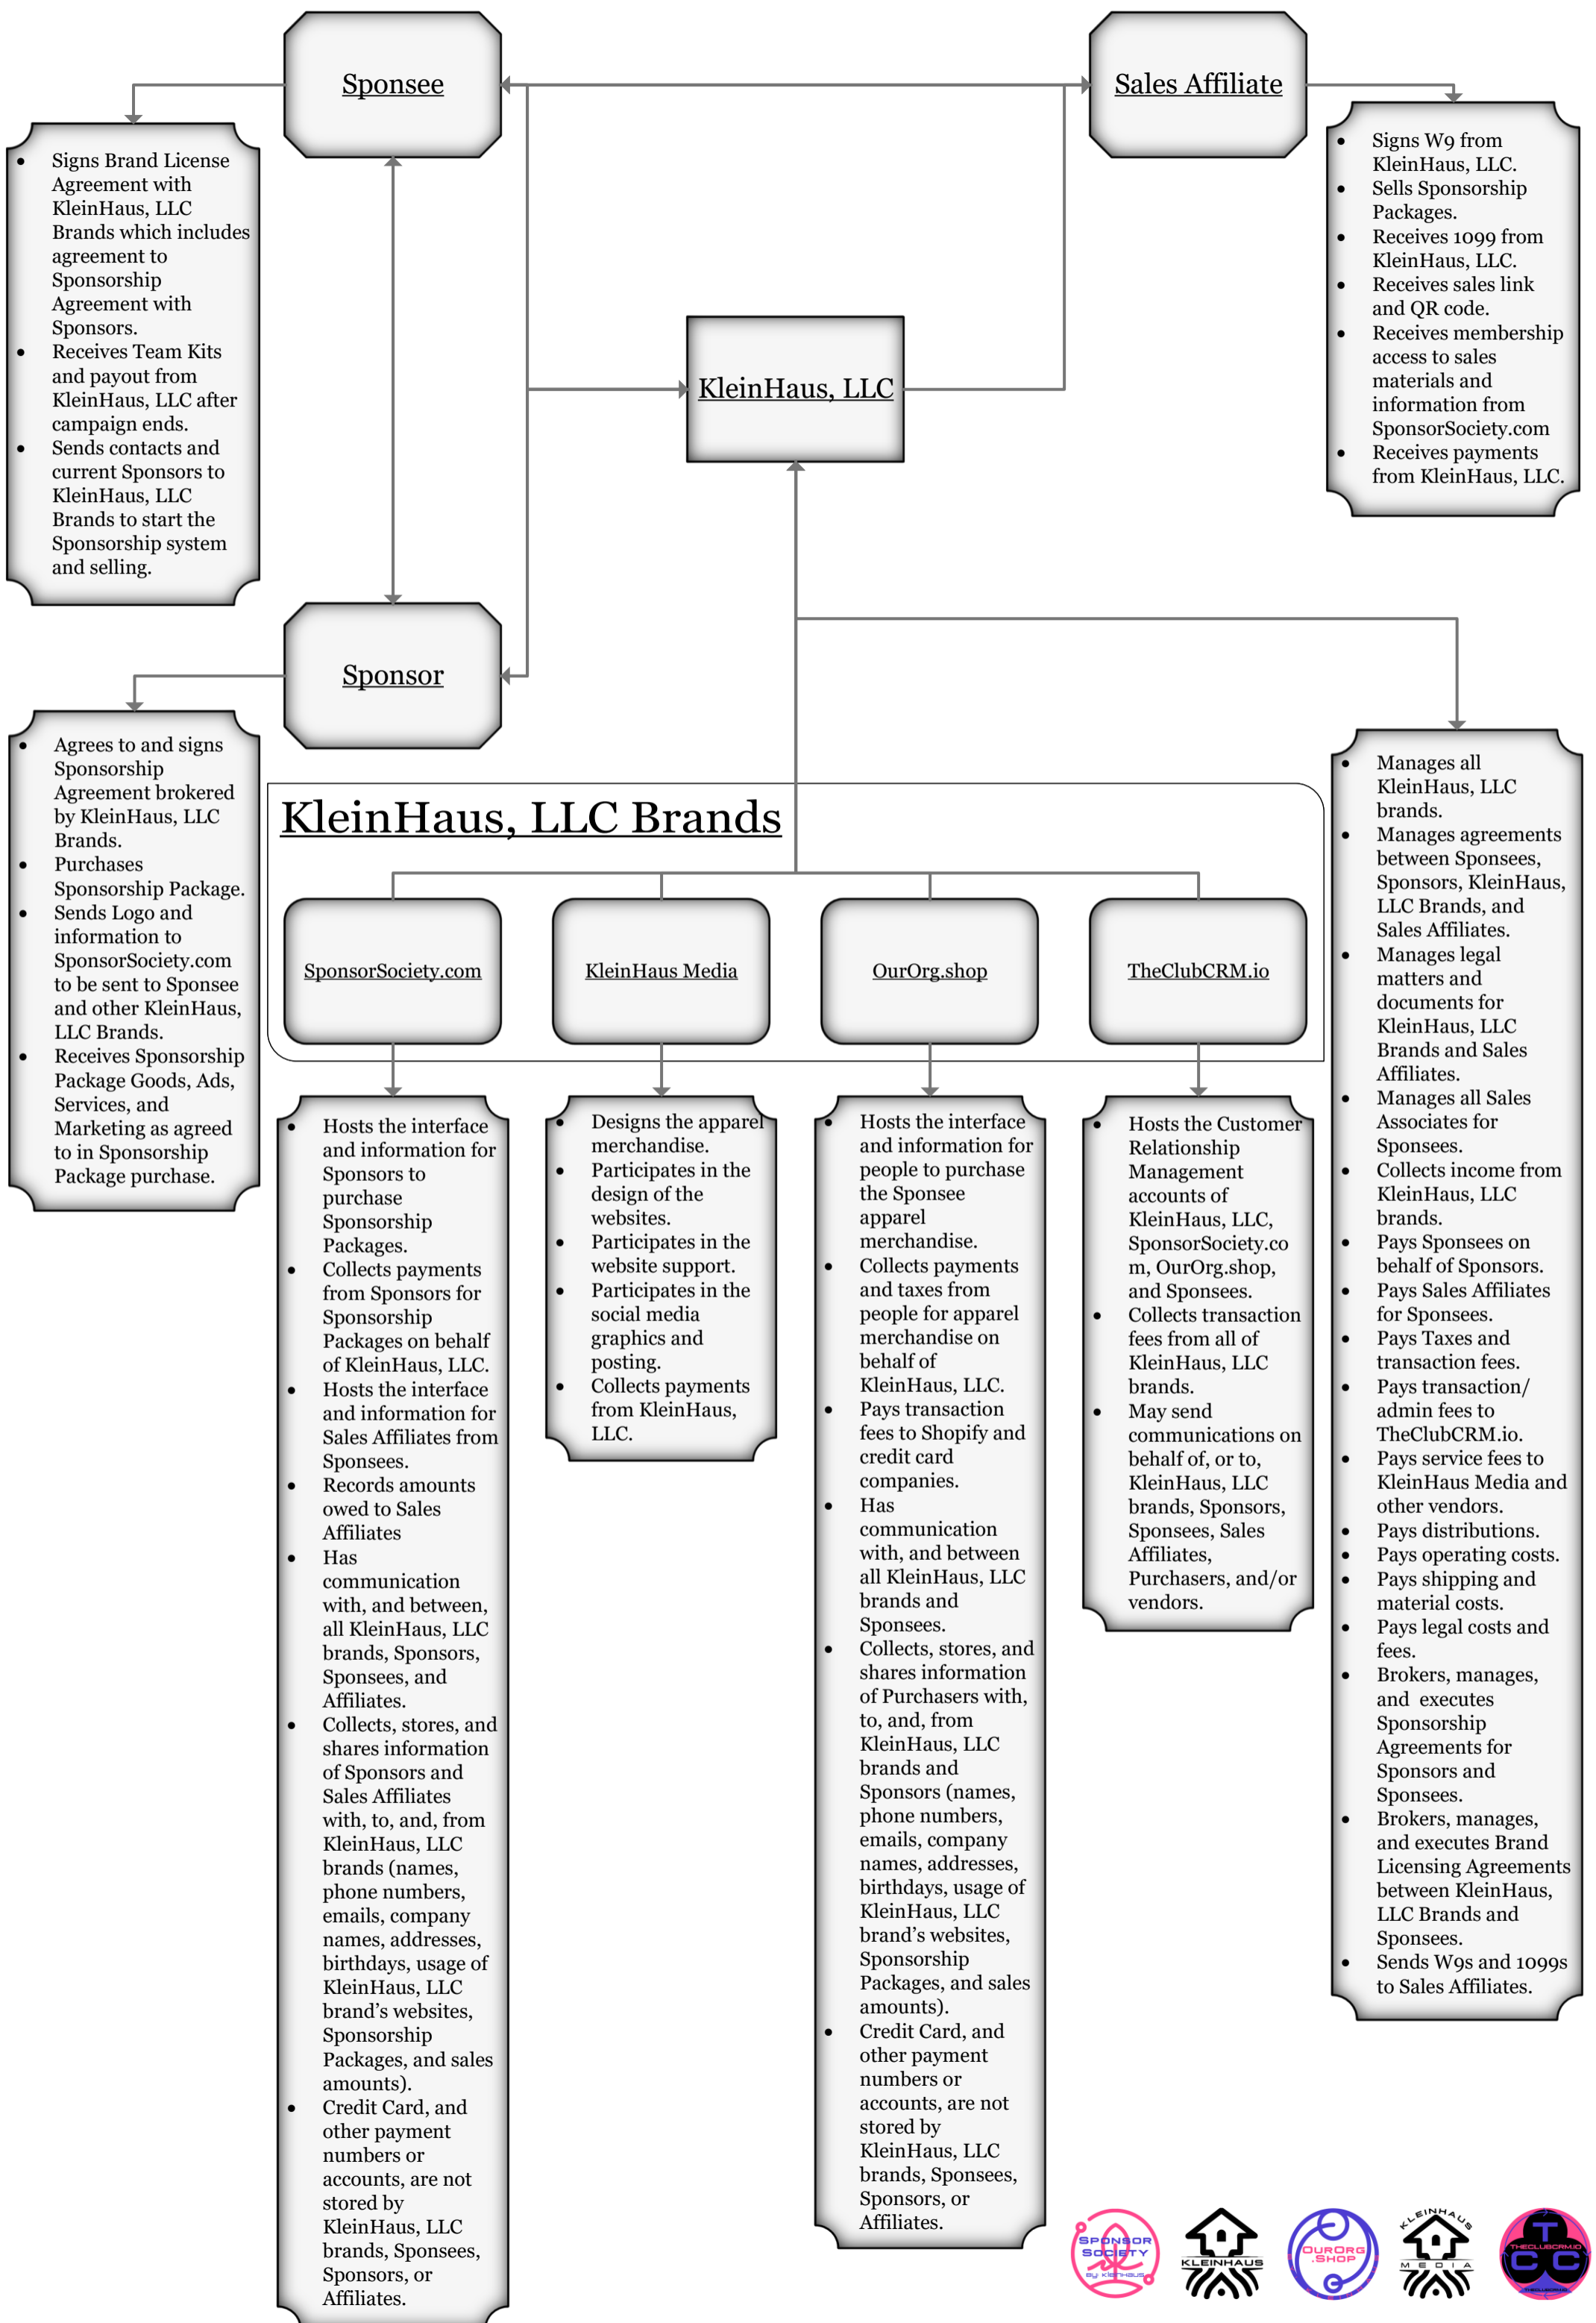 Sponsee
Sales Affiliate
• Signs Brand License
Agreement with
KleinHaus, LLC
Brands which includes
agreement to
Sponsorship
Agreement with
Sponsors.
• Receives Team Kits
and payout from
KleinHaus, LLC after
campaign ends.
• Sends contacts and
current Sponsors to
KleinHaus, LLC
Brands to start the
Sponsorship system
and selling.
• Signs W9 from
KleinHaus, LLC.
• Sells Sponsorship
Packages.
• Receives 1099 from
KleinHaus, LLC.
• Receives sales link
and QR code.
• Receives membership
access to sales
materials and
information from
SponsorSociety.com
• Receives payments
from KleinHaus, LLC.
KleinHaus, LLC
Sponsor
• Agrees to and signs
Sponsorship
Agreement brokered
by KleinHaus, LLC
Brands.
• Purchases
Sponsorship Package.
• Sends Logo and
information to
SponsorSociety.com
to be sent to Sponsee
and other KleinHaus,
LLC Brands.
• Receives Sponsorship
Package Goods, Ads,
Services, and
Marketing as agreed
to in Sponsorship
Package purchase.
KleinHaus, LLC Brands
SponsorSociety.com
KleinHaus Media
OurOrg.shop
TheClubCRM.io
• Hosts the interface
and information for
Sponsors to
purchase
Sponsorship
Packages.
• Collects payments
from Sponsors for
Sponsorship
Packages on behalf
of KleinHaus, LLC.
• Hosts the interface
and information for
Sales Affiliates from
Sponsees.
• Records amounts
owed to Sales
Affiliates
• Has
communication
with, and between,
all KleinHaus, LLC
brands, Sponsors,
Sponsees, and
Affiliates.
• Collects, stores, and
shares information
of Sponsors and
Sales Affiliates
with, to, and, from
KleinHaus, LLC
brands (names,
phone numbers,
emails, company
names, addresses,
birthdays, usage of
KleinHaus, LLC
brand’s websites,
Sponsorship
Packages, and sales
amounts).
• Credit Card, and
other payment
numbers or
accounts, are not
stored by
KleinHaus, LLC
brands, Sponsees,
Sponsors, or
Affiliates.
• Designs the apparel
merchandise.
• Participates in the
design of the
websites.
• Participates in the
website support.
• Participates in the
social media
graphics and
posting.
• Collects payments
from KleinHaus,
LLC.
• Hosts the interface
and information for
people to purchase
the Sponsee
apparel
merchandise.
• Collects payments
and taxes from
people for apparel
merchandise on
behalf of
KleinHaus, LLC.
• Pays transaction
fees to Shopify and
credit card
companies.
• Has
communication
with, and between
all KleinHaus, LLC
brands and
Sponsees.
• Collects, stores, and
shares information
of Purchasers with,
to, and, from
KleinHaus, LLC
brands and
Sponsors (names,
phone numbers,
emails, company
names, addresses,
birthdays, usage of
KleinHaus, LLC
brand’s websites,
Sponsorship
Packages, and sales
amounts).
• Credit Card, and
other payment
numbers or
accounts, are not
stored by
KleinHaus, LLC
brands, Sponsees,
Sponsors, or
Affiliates.
• Hosts the Customer
Relationship
Management
accounts of
KleinHaus, LLC,
SponsorSociety.co
m, OurOrg.shop,
and Sponsees.
• Collects transaction
fees from all of
KleinHaus, LLC
brands.
• May send
communications on
behalf of, or to,
KleinHaus, LLC
brands, Sponsors,
Sponsees, Sales
Affiliates,
Purchasers, and/or
vendors.
• Manages all
KleinHaus, LLC
brands.
• Manages agreements
between Sponsees,
Sponsors, KleinHaus,
LLC Brands, and
Sales Affiliates.
• Manages legal
matters and
documents for
KleinHaus, LLC
Brands and Sales
Affiliates.
• Manages all Sales
Associates for
Sponsees.
• Collects income from
KleinHaus, LLC
brands.
• Pays Sponsees on
behalf of Sponsors.
• Pays Sales Affiliates
for Sponsees.
• Pays Taxes and
transaction fees.
• Pays transaction/
admin fees to
TheClubCRM.io.
• Pays service fees to
KleinHaus Media and
other vendors.
• Pays distributions.
• Pays operating costs.
• Pays shipping and
material costs.
• Pays legal costs and
fees.
• Brokers, manages,
and executes
Sponsorship
Agreements for
Sponsors and
Sponsees.
• Brokers, manages,
and executes Brand
Licensing Agreements
between KleinHaus,
LLC Brands and
Sponsees.
• Sends W9s and 1099s
to Sales Affiliates.
SPONSOR
SOCIETY
BY: KLEINHAUS
KLEINHAUS
OURORG
.SHOP
KLEINHAUS
MEDIA
T
THECLUBCRM.IO
C C
THECLUBCRM.IO